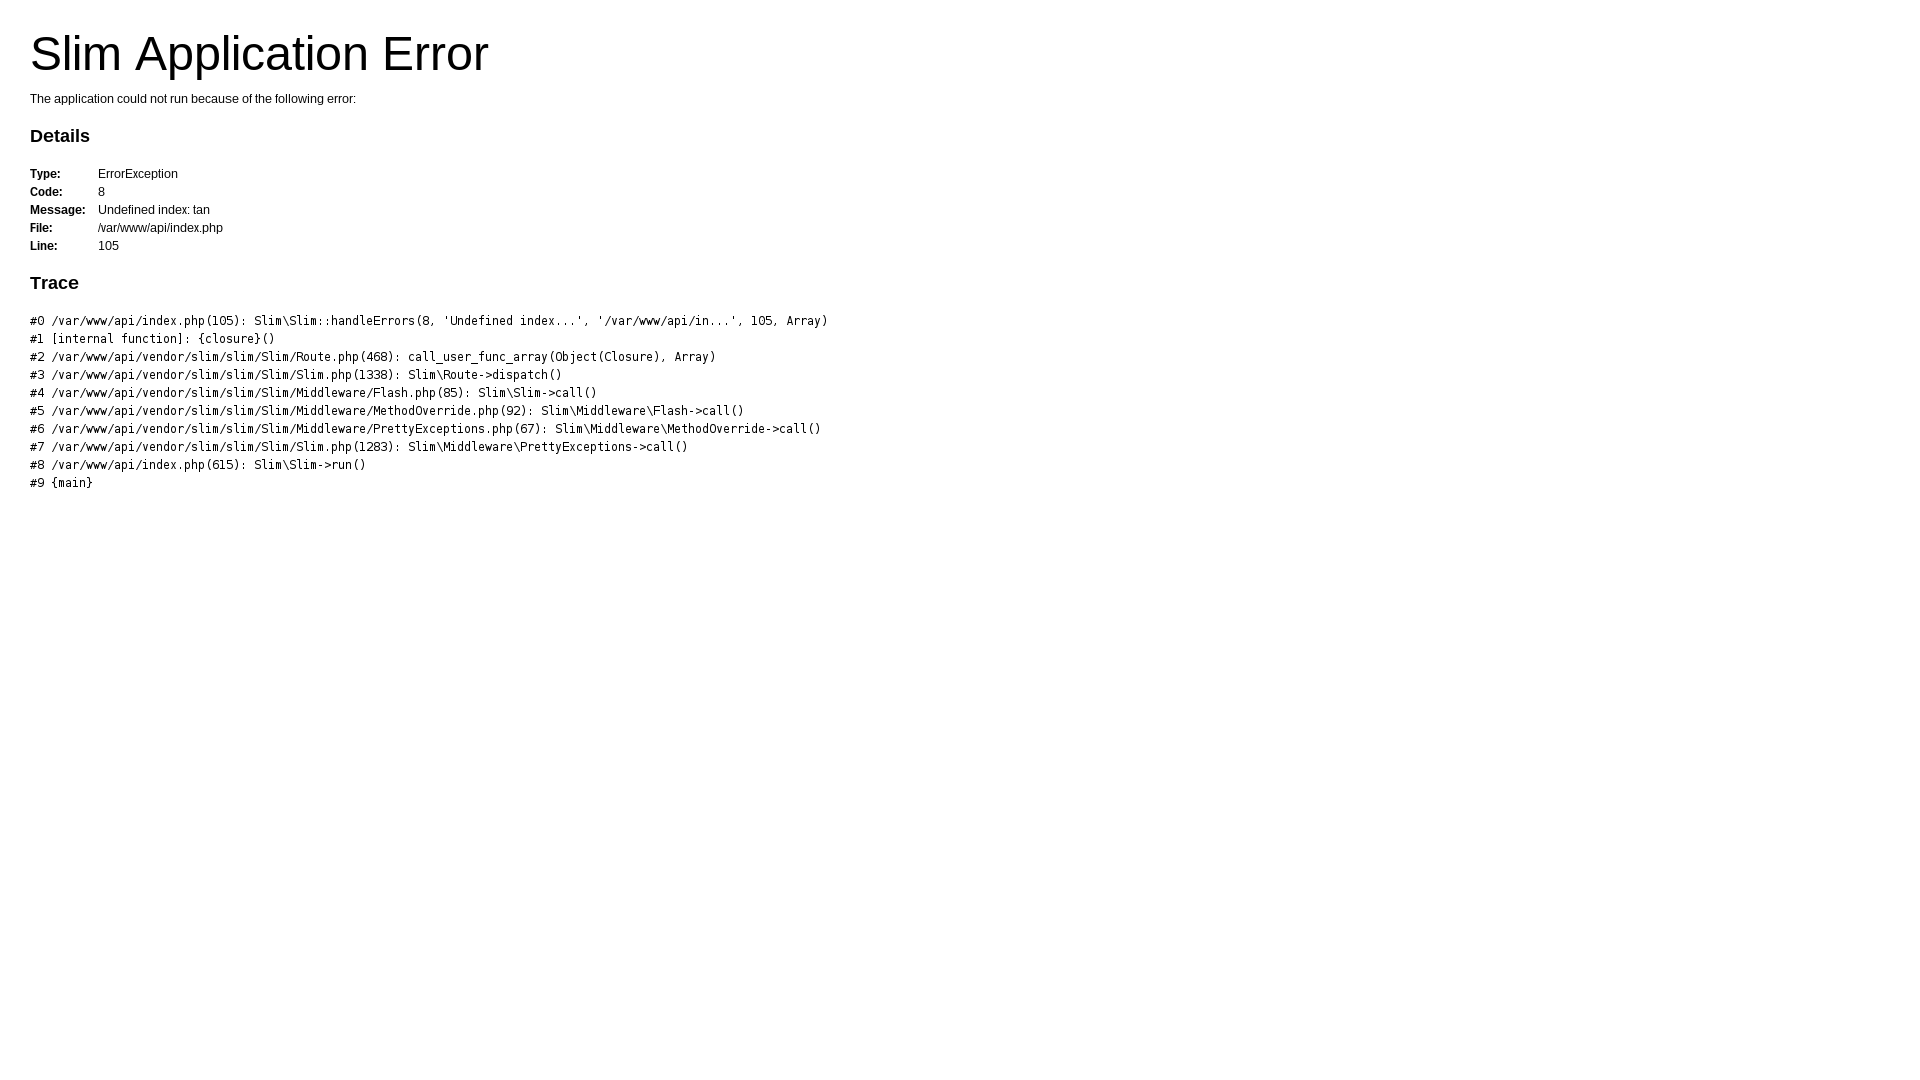 Slim Application Error
The application could not run because of the following error:
Details
Type: ErrorException
Code: 8
Message: Undefined index: tan
File: /var/www/api/index.php
Line: 105
Trace
#0 /var/www/api/index.php(105): Slim\Slim::handleErrors(8, 'Undefined index...', '/var/www/api/in...', 105, Array)
#1 [internal function]: {closure}()
#2 /var/www/api/vendor/slim/slim/Slim/Route.php(468): call_user_func_array(Object(Closure), Array)
#3 /var/www/api/vendor/slim/slim/Slim/Slim.php(1338): Slim\Route->dispatch()
#4 /var/www/api/vendor/slim/slim/Slim/Middleware/Flash.php(85): Slim\Slim->call()
#5 /var/www/api/vendor/slim/slim/Slim/Middleware/MethodOverride.php(92): Slim\Middleware\Flash->call()
#6 /var/www/api/vendor/slim/slim/Slim/Middleware/PrettyExceptions.php(67): Slim\Middleware\MethodOverride->call()
#7 /var/www/api/vendor/slim/slim/Slim/Slim.php(1283): Slim\Middleware\PrettyExceptions->call()
#8 /var/www/api/index.php(615): Slim\Slim->run()
#9 {main}